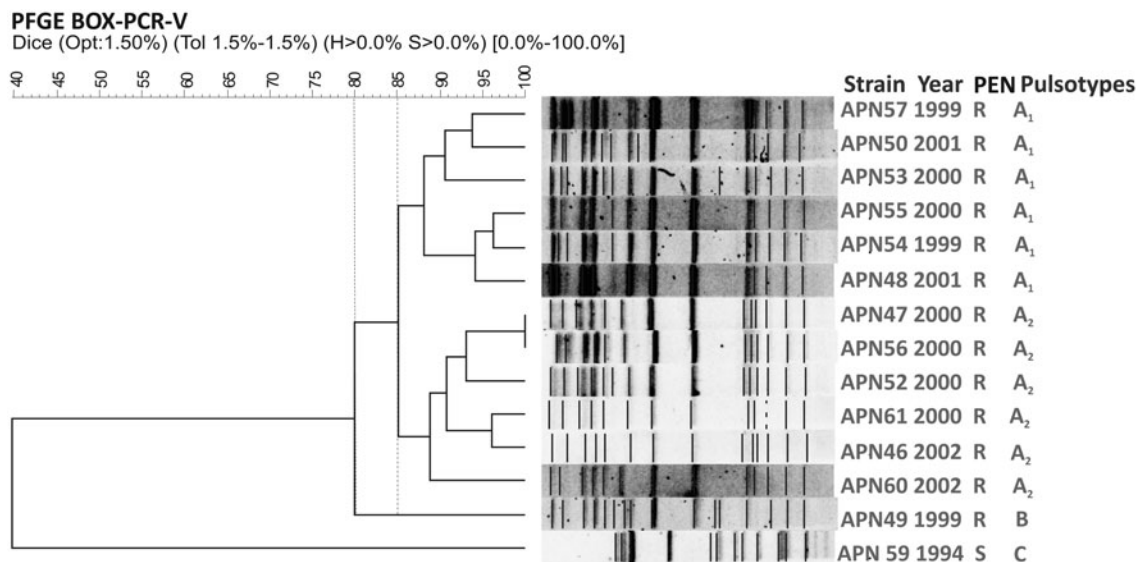 PFGE BOX-PCR-V
Dice (Opt:1.50%) (Tol 1.5%-1.5%) (H>0.0% S>0.0%) [0.0%-100.0%]
40 45 50 55 60 65 70 75 80 85 90 95 100
Strain Year PEN Pulsotypes
APN57 1999 R A₁
APN50 2001 R A₁
APN53 2000 R A₁
APN55 2000 R A₁
APN54 1999 R A₁
APN48 2001 R A₁
APN47 2000 R A₂
APN56 2000 R A₂
APN52 2000 R A₂
APN61 2000 R A₂
APN46 2002 R A₂
APN60 2002 R A₂
APN49 1999 R B
APN 59 1994 S C